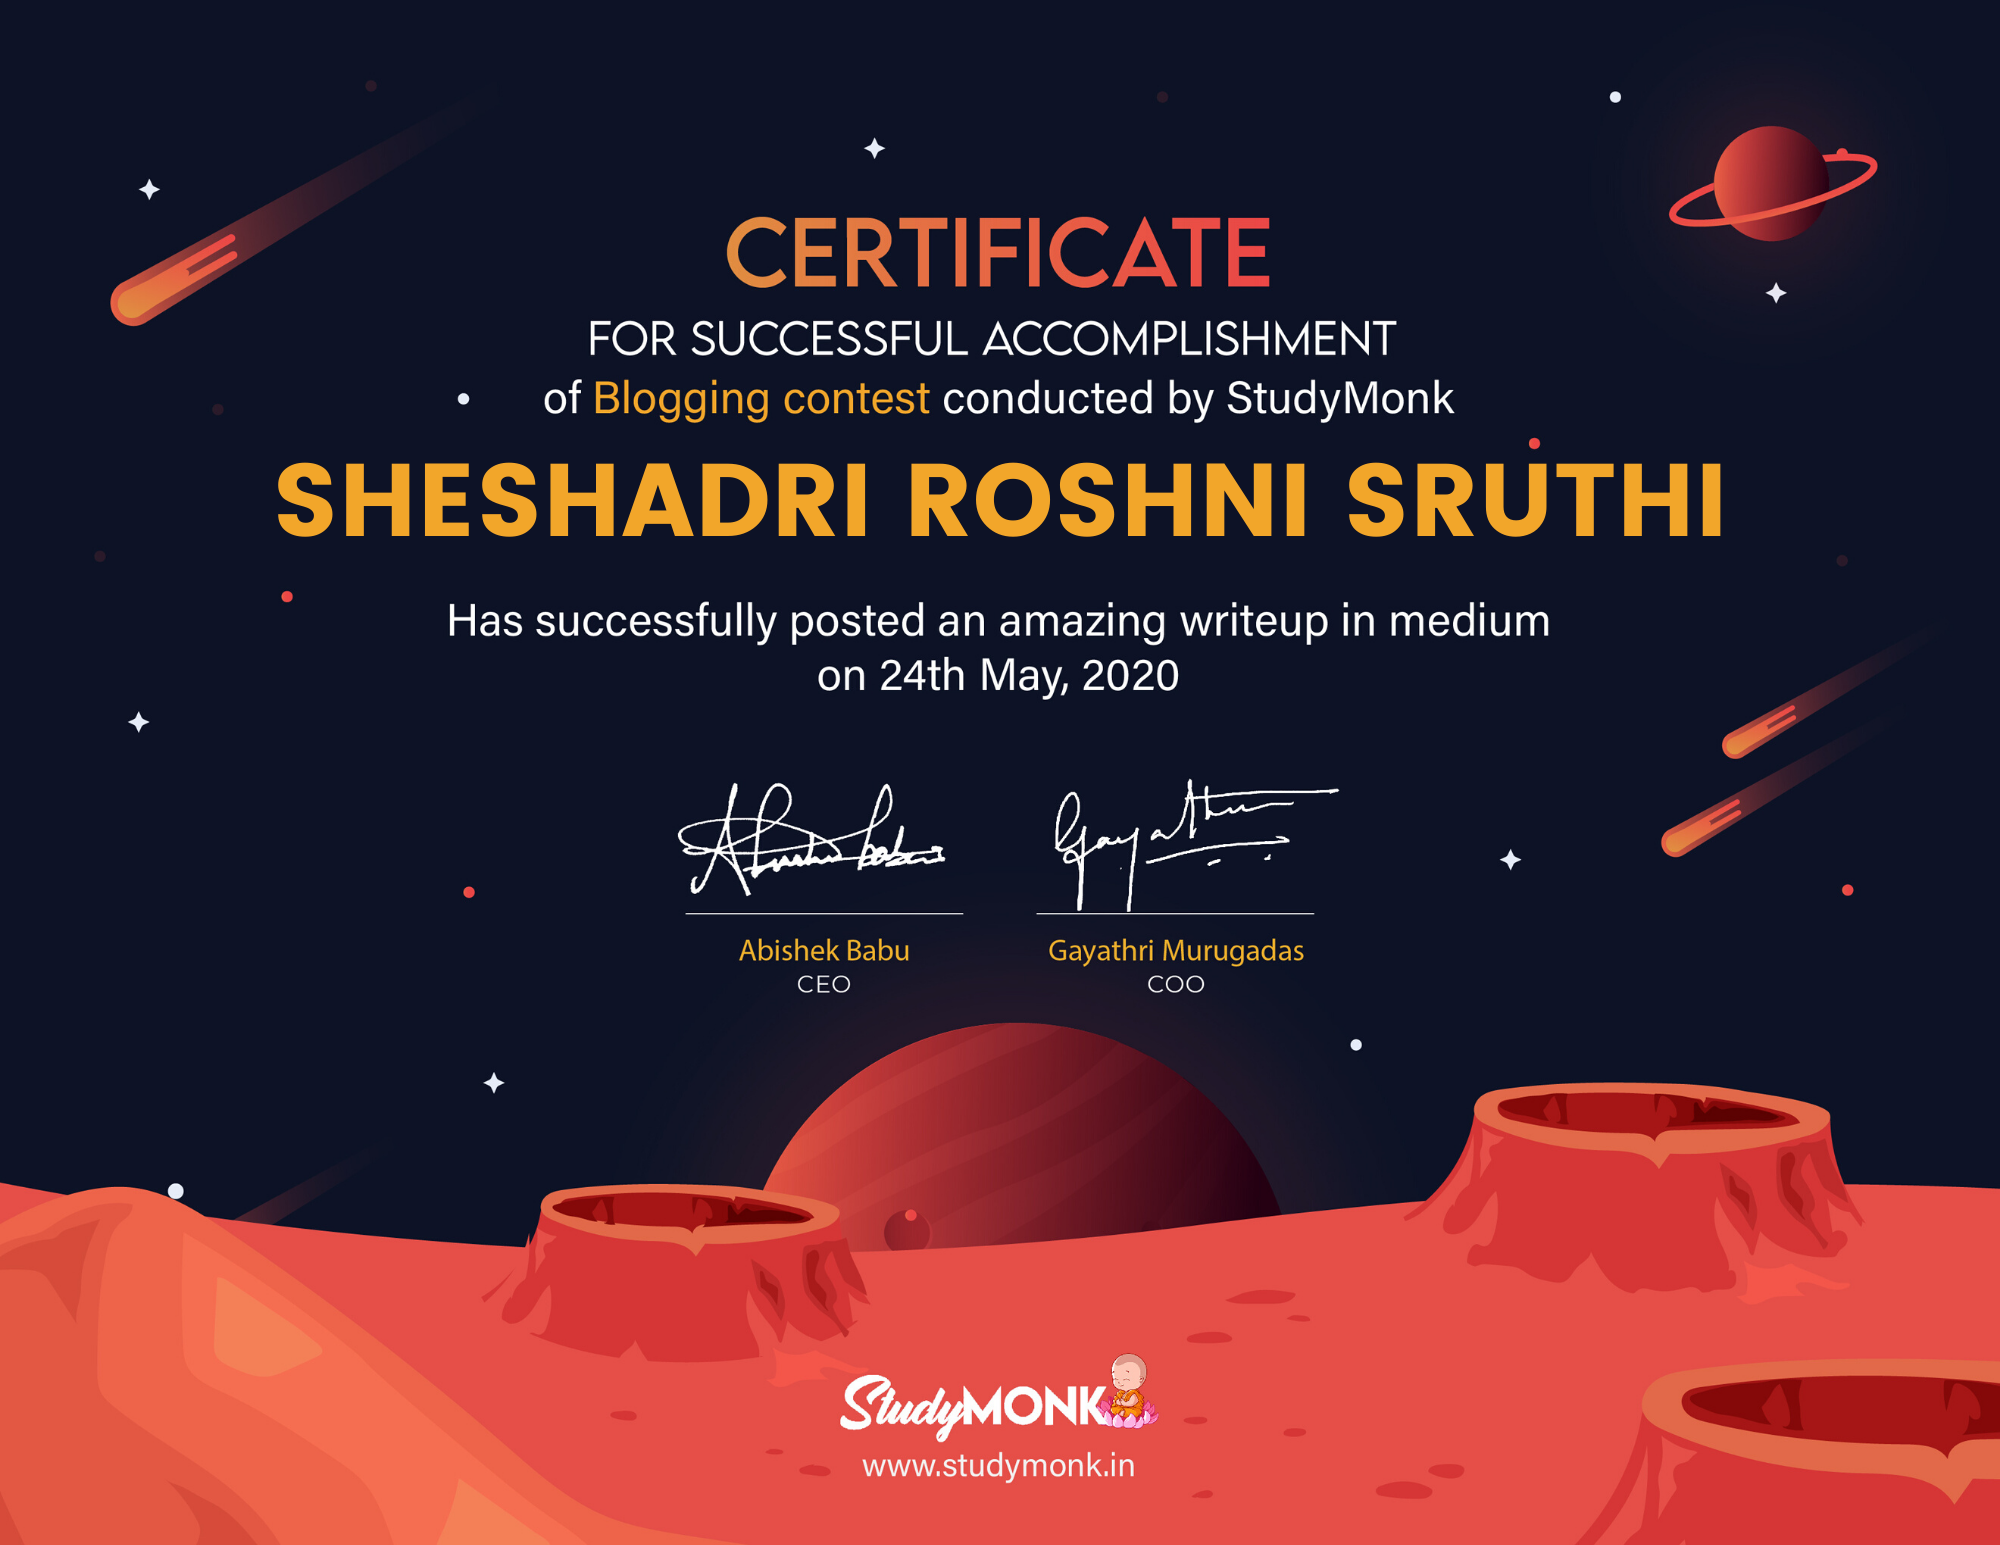 CERTIFICATE
FOR SUCCESSFUL ACCOMPLISHMENT
of Blogging contest conducted by StudyMonk
SHESHADRI ROSHNI SRUTHI
Has successfully posted an amazing writeup in medium
on 24th May, 2020
Abishek Babu
CEO
Gayathri Murugadas
COO
StudyMONK
www.studymonk.in